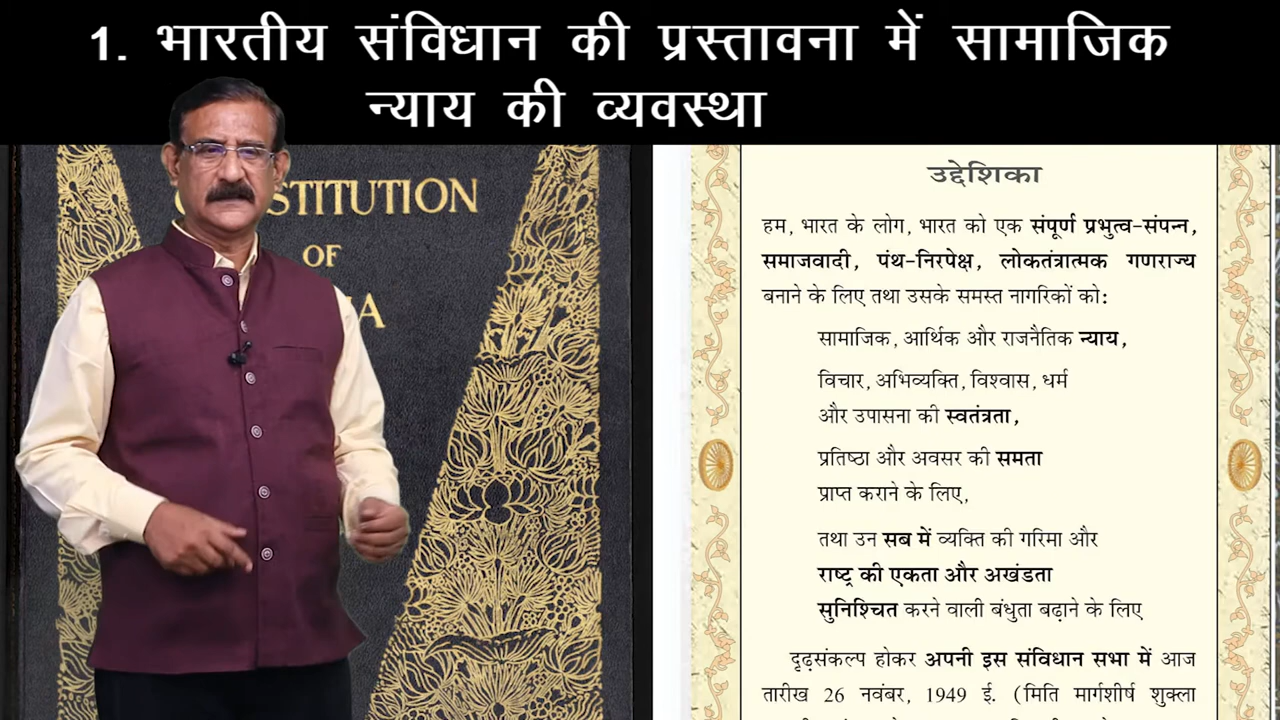 1. भारतीय संविधान की प्रस्तावना में सामाजिक
न्याय की व्यवस्था
STITUTION
OF
A
उद्देशिका
हम, भारत के लोग, भारत को एक संपूर्ण प्रभुत्व-संपन्न,
समाजवादी, पंथ-निरपेक्ष, लोकतंत्रात्मक गणराज्य
बनाने के लिए तथा उसके समस्त नागरिकों को:
सामाजिक, आर्थिक और राजनैतिक न्याय,
विचार, अभिव्यक्ति, विश्वास, धर्म
और उपासना की स्वतंत्रता,
प्रतिष्ठा और अवसर की समता
प्राप्त कराने के लिए,
तथा उन सब में व्यक्ति की गरिमा और
राष्ट्र की एकता और अखंडता
सुनिश्चित करने वाली बंधुता बढ़ाने के लिए
दृढ़संकल्प होकर अपनी इस संविधान सभा में आज
तारीख 26 नवंबर, 1949 ई. (मिति मार्गशीर्ष शुक्ला